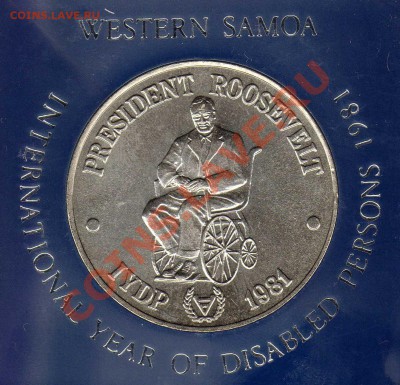 COINS.LAVE.RU
WESTERN SAMOA
INTERNATIONAL YEAR OF DISABLED PERSONS 1981
PRESIDENT ROOSEVELT
IYDP 1981
COINS.LAVE.RU